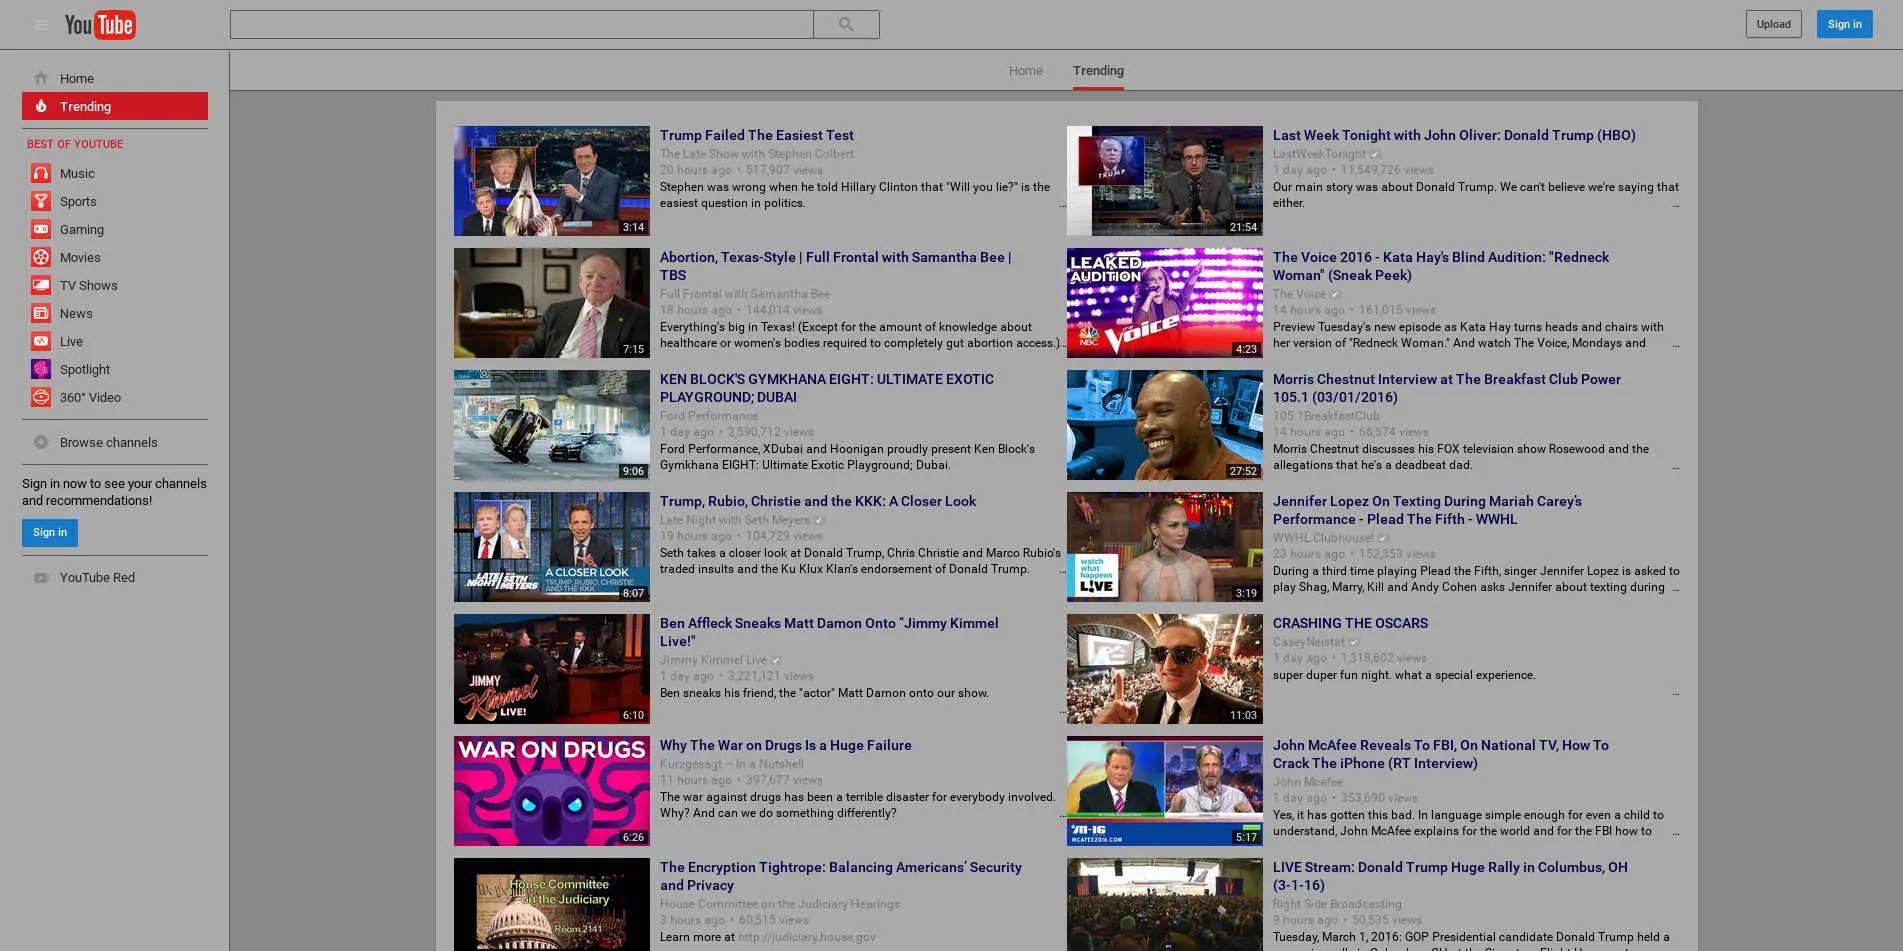 YouTube
Upload
Sign in
Home
Trending
Home
Trending
BEST OF YOUTUBE
Music
Sports
Gaming
Movies
TV Shows
News
Live
Spotlight
360° Video
Browse channels
Sign in now to see your channels
and recommendations!
Sign in
YouTube Red
3:14
Trump Failed The Easiest Test
The Late Show with Stephen Colbert
20 hours ago • 517,907 views
Stephen was wrong when he told Hillary Clinton that "Will you lie?" is the
easiest question in politics.
...
TRUMP
21:54
Last Week Tonight with John Oliver: Donald Trump (HBO)
LastWeekTonight
1 day ago • 11,549,726 views
Our main story was about Donald Trump. We can't believe we're saying that
either.
...
7:15
Abortion, Texas-Style | Full Frontal with Samantha Bee |
TBS
Full Frontal with Samantha Bee
18 hours ago • 144,014 views
Everything's big in Texas! (Except for the amount of knowledge about
healthcare or women's bodies required to completely gut abortion access.)...
LEAKED
AUDITION
NBC
THE
Voice
4:23
The Voice 2016 - Kata Hay's Blind Audition: "Redneck
Woman" (Sneak Peek)
The Voice
14 hours ago • 161,015 views
Preview Tuesday's new episode as Kata Hay turns heads and chairs with
her version of "Redneck Woman." And watch The Voice, Mondays and ...
9:06
KEN BLOCK'S GYMKHANA EIGHT: ULTIMATE EXOTIC
PLAYGROUND; DUBAI
Ford Performance
1 day ago • 2,590,712 views
Ford Performance, XDubai and Hoonigan proudly present Ken Block's
Gymkhana EIGHT: Ultimate Exotic Playground; Dubai.
27:52
Morris Chestnut Interview at The Breakfast Club Power
105.1 (03/01/2016)
105.1BreakfastClub
14 hours ago • 66,574 views
Morris Chestnut discusses his FOX television show Rosewood and the
allegations that he's a deadbeat dad.
...
LATE NIGHT SETH MEYERS
A CLOSER LOOK
TRUMP, RUBIO, CHRISTIE
AND THE KKK
8:07
Trump, Rubio, Christie and the KKK: A Closer Look
Late Night with Seth Meyers
19 hours ago • 104,729 views
Seth takes a closer look at Donald Trump, Chris Christie and Marco Rubio's
traded insults and the Ku Klux Klan's endorsement of Donald Trump.
...
watch
what
happens
L!VE
3:19
Jennifer Lopez On Texting During Mariah Carey’s
Performance - Plead The Fifth - WWHL
WWHL Clubhouse!
23 hours ago • 152,353 views
During a third time playing Plead the Fifth, singer Jennifer Lopez is asked to
play Shag, Marry, Kill and Andy Cohen asks Jennifer about texting during ...
JIMMY
Kimmel
LIVE!
6:10
Ben Affleck Sneaks Matt Damon Onto “Jimmy Kimmel
Live!"
Jimmy Kimmel Live
1 day ago • 3,221,121 views
Ben sneaks his friend, the "actor" Matt Damon onto our show.
...
11:03
CRASHING THE OSCARS
CaseyNeistat
1 day ago • 1,318,602 views
super duper fun night. what a special experience.
...
WAR ON DRUGS
6:26
Why The War on Drugs Is a Huge Failure
Kurzgesagt – In a Nutshell
11 hours ago • 397,677 views
The war against drugs has been a terrible disaster for everybody involved.
Why? And can we do something differently?
...
MCAFEE2016.COM
5:17
John McAfee Reveals To FBI, On National TV, How To
Crack The iPhone (RT Interview)
John Mcafee
1 day ago • 353,690 views
Yes, it has gotten this bad. In language simple enough for even a child to
understand, John McAfee explains for the world and for the FBI how to ...
House Committee
on the Judiciary
Room 2141
The Encryption Tightrope: Balancing Americans’ Security
and Privacy
House Committee on the Judiciary Hearings
3 hours ago • 60,515 views
Learn more at http://judiciary.house.gov
LIVE Stream: Donald Trump Huge Rally in Columbus, OH
(3-1-16)
Right Side Broadcasting
9 hours ago • 50,535 views
Tuesday, March 1, 2016: GOP Presidential candidate Donald Trump held a